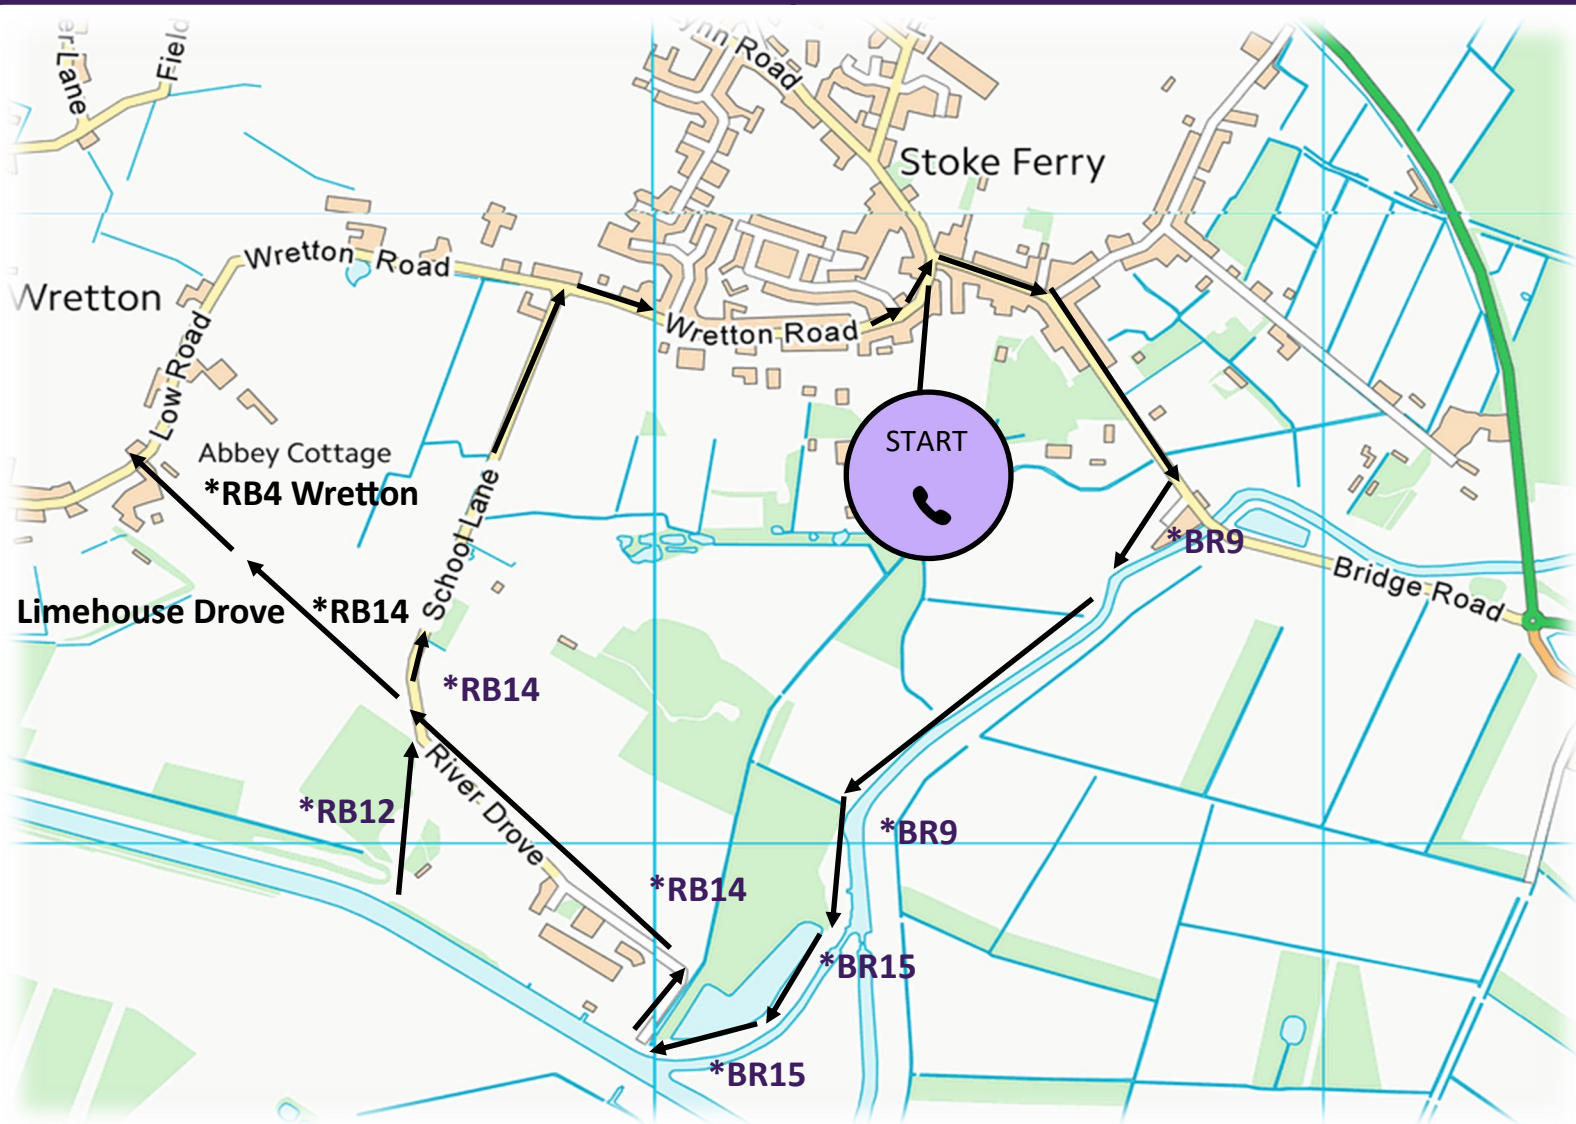 Lynn Road
Field
Stoke Ferry
Wretton Road
Wretton
Wretton Road
Low Road
START
Abbey Cottage
*RB4 Wretton
School Lane
*BR9
Bridge Road
Limehouse Drove
*RB14
*RB14
River Drove
*RB12
*BR9
*RB14
*BR15
*BR15